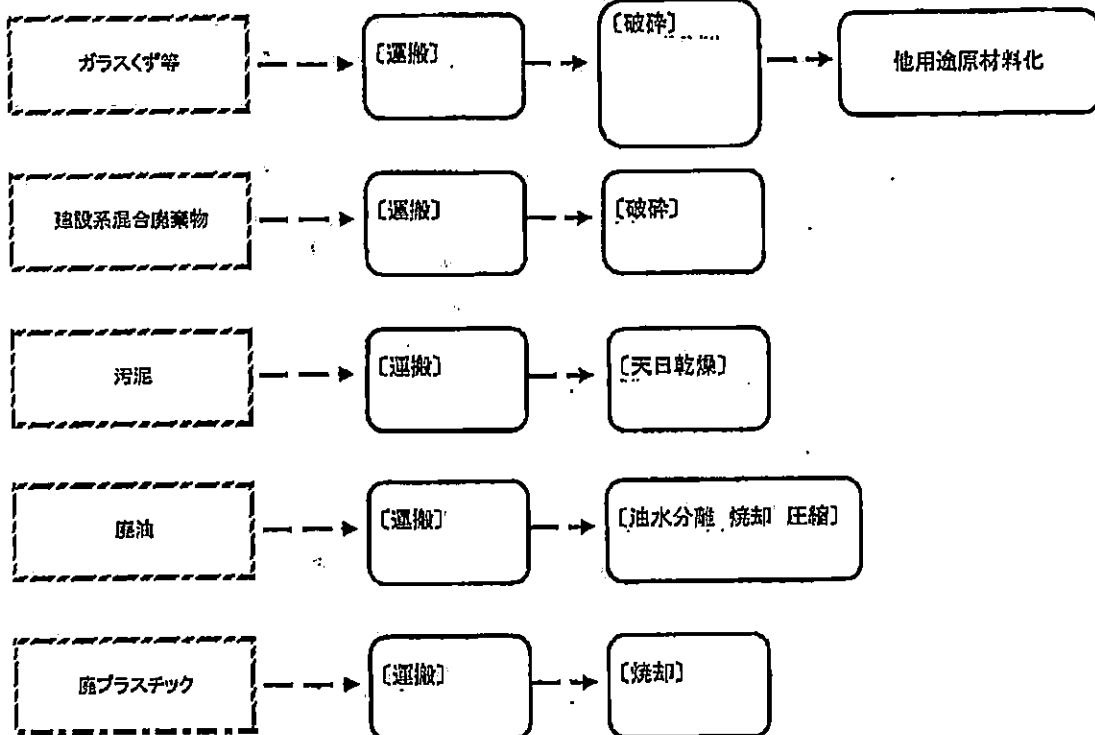 ガラスくず等
〔運搬〕
〔破砕〕
他用途原材料化
建設系混合廃棄物
〔運搬〕
〔破砕〕
汚泥
〔運搬〕
〔天日乾燥〕
廃油
〔運搬〕
〔油水分離 焼却 圧縮〕
廃プラスチック
〔運搬〕
〔焼却〕